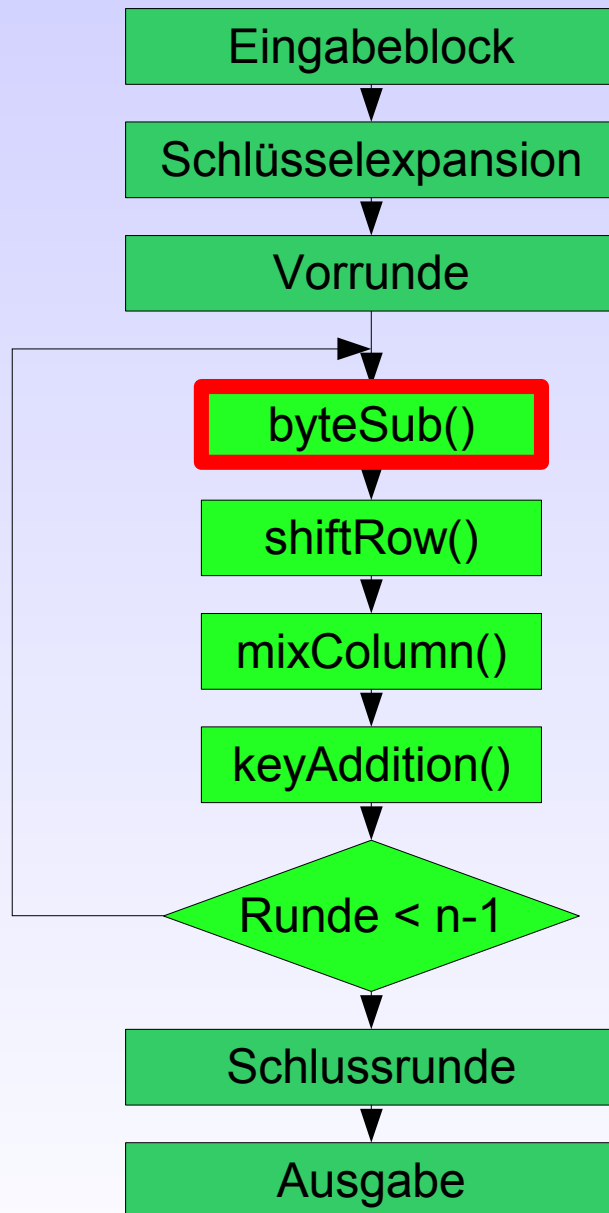 Eingabeblock
Schlüsselexpansion
Vorrunde
byteSub()
shiftRow()
mixColumn()
keyAddition()
Runde < n-1
Schlussrunde
Ausgabe